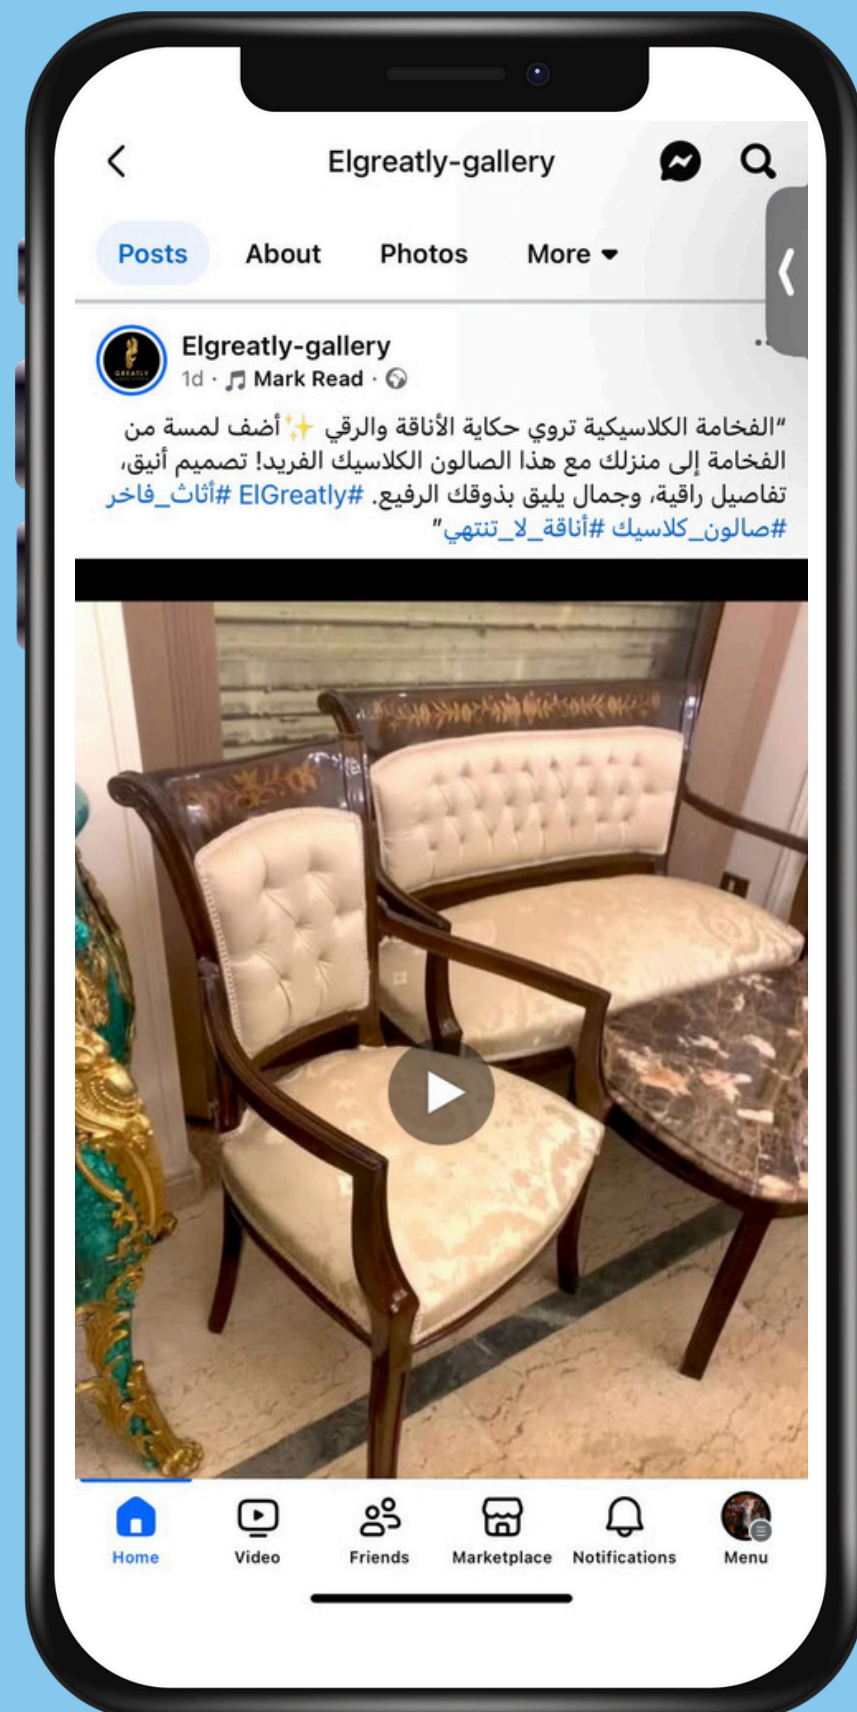 Elgreatly-gallery
Posts About Photos More
Elgreatly-gallery
1d · Mark Read ·
“الفخامة الكلاسيكية تروي حكاية الأناقة والرقي ✨ أضف لمسة من
الفخامة إلى منزلك مع هذا الصالون الكلاسيك الفريد! تصميم أنيق،
تفاصيل راقية، وجمال يليق بذوقك الرفيع. #ElGreatly #أثاث_فاخر
#صالون_كلاسيك #أناقة_لا_تنتهي”
Home Video Friends Marketplace Notifications Menu